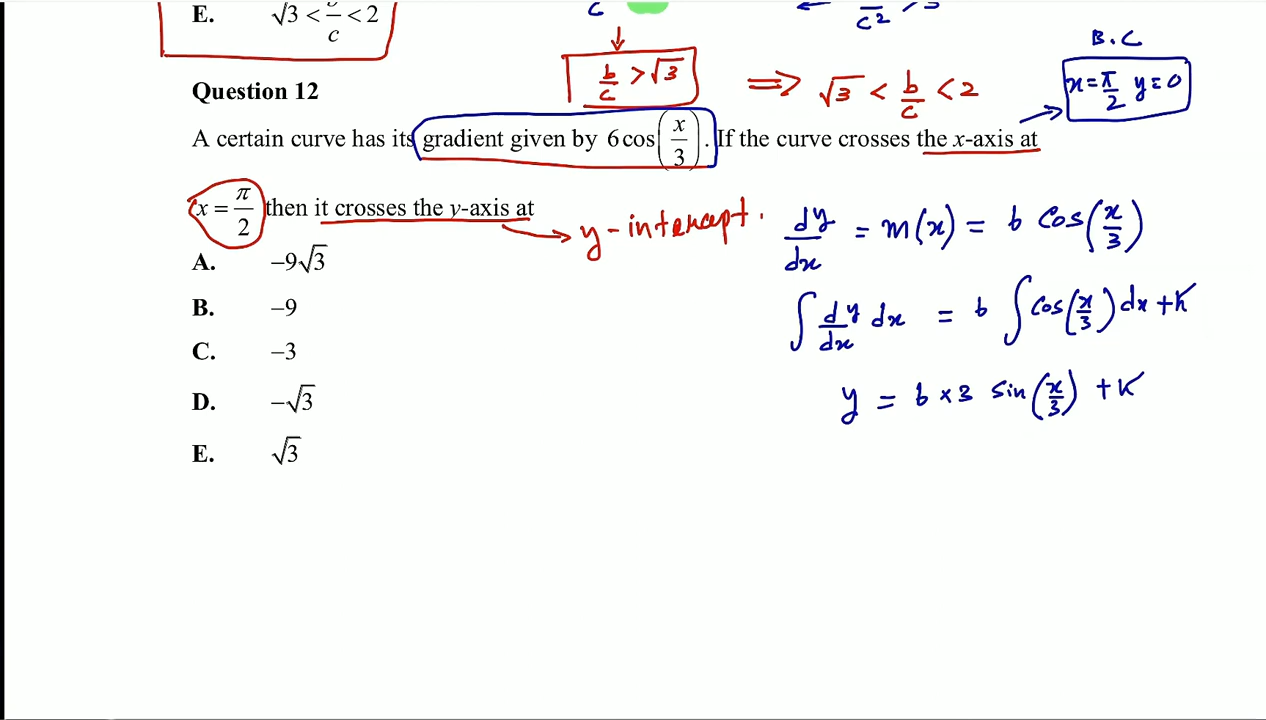 E. √3 < b/c < 2
c
c² > 3
b/c > √3
⟹ √3 < b/c < 2
B.C
x = π/2 y = 0
Question 12
A certain curve has its gradient given by 6cos(x/3). If the curve crosses the x-axis at
x = π/2 then it crosses the y-axis at
y-intercept.
A. −9√3
B. −9
C. −3
D. −√3
E. √3
dy/dx = m(x) = 6 cos(x/3)
∫ dy/dx dx = 6 ∫ cos(x/3) dx + K
y = 6 × 3 sin(x/3) + K